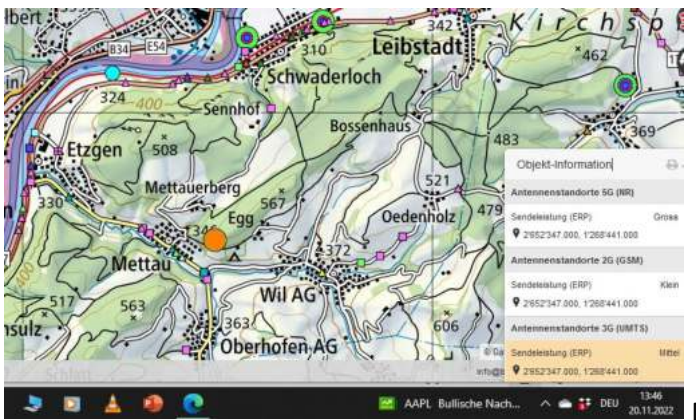 lbert
B34
E54
310
342
Kirchsp
Leibstadt
462
Schwaderloch
324
400
Sennhof
369
Bossenhaus
Etzgen
508
483
Mettauerberg
521
330
567
Egg
Oedenholz
479
Mettau
372
517
563
Wil AG
nsulz
363
606
Oberhofen AG
Objekt-Information
Antennenstandorte 5G (NR)
Sendeleistung (ERP) Gross
2'652'347.000, 1'268'441.000
Antennenstandorte 2G (GSM)
Sendeleistung (ERP) Klein
2'652'347.000, 1'268'441.000
Antennenstandorte 3G (UMTS)
Sendeleistung (ERP) Mittel
2'652'347.000, 1'268'441.000
AAPL Bullische Nach... DEU 13:46
20.11.2022